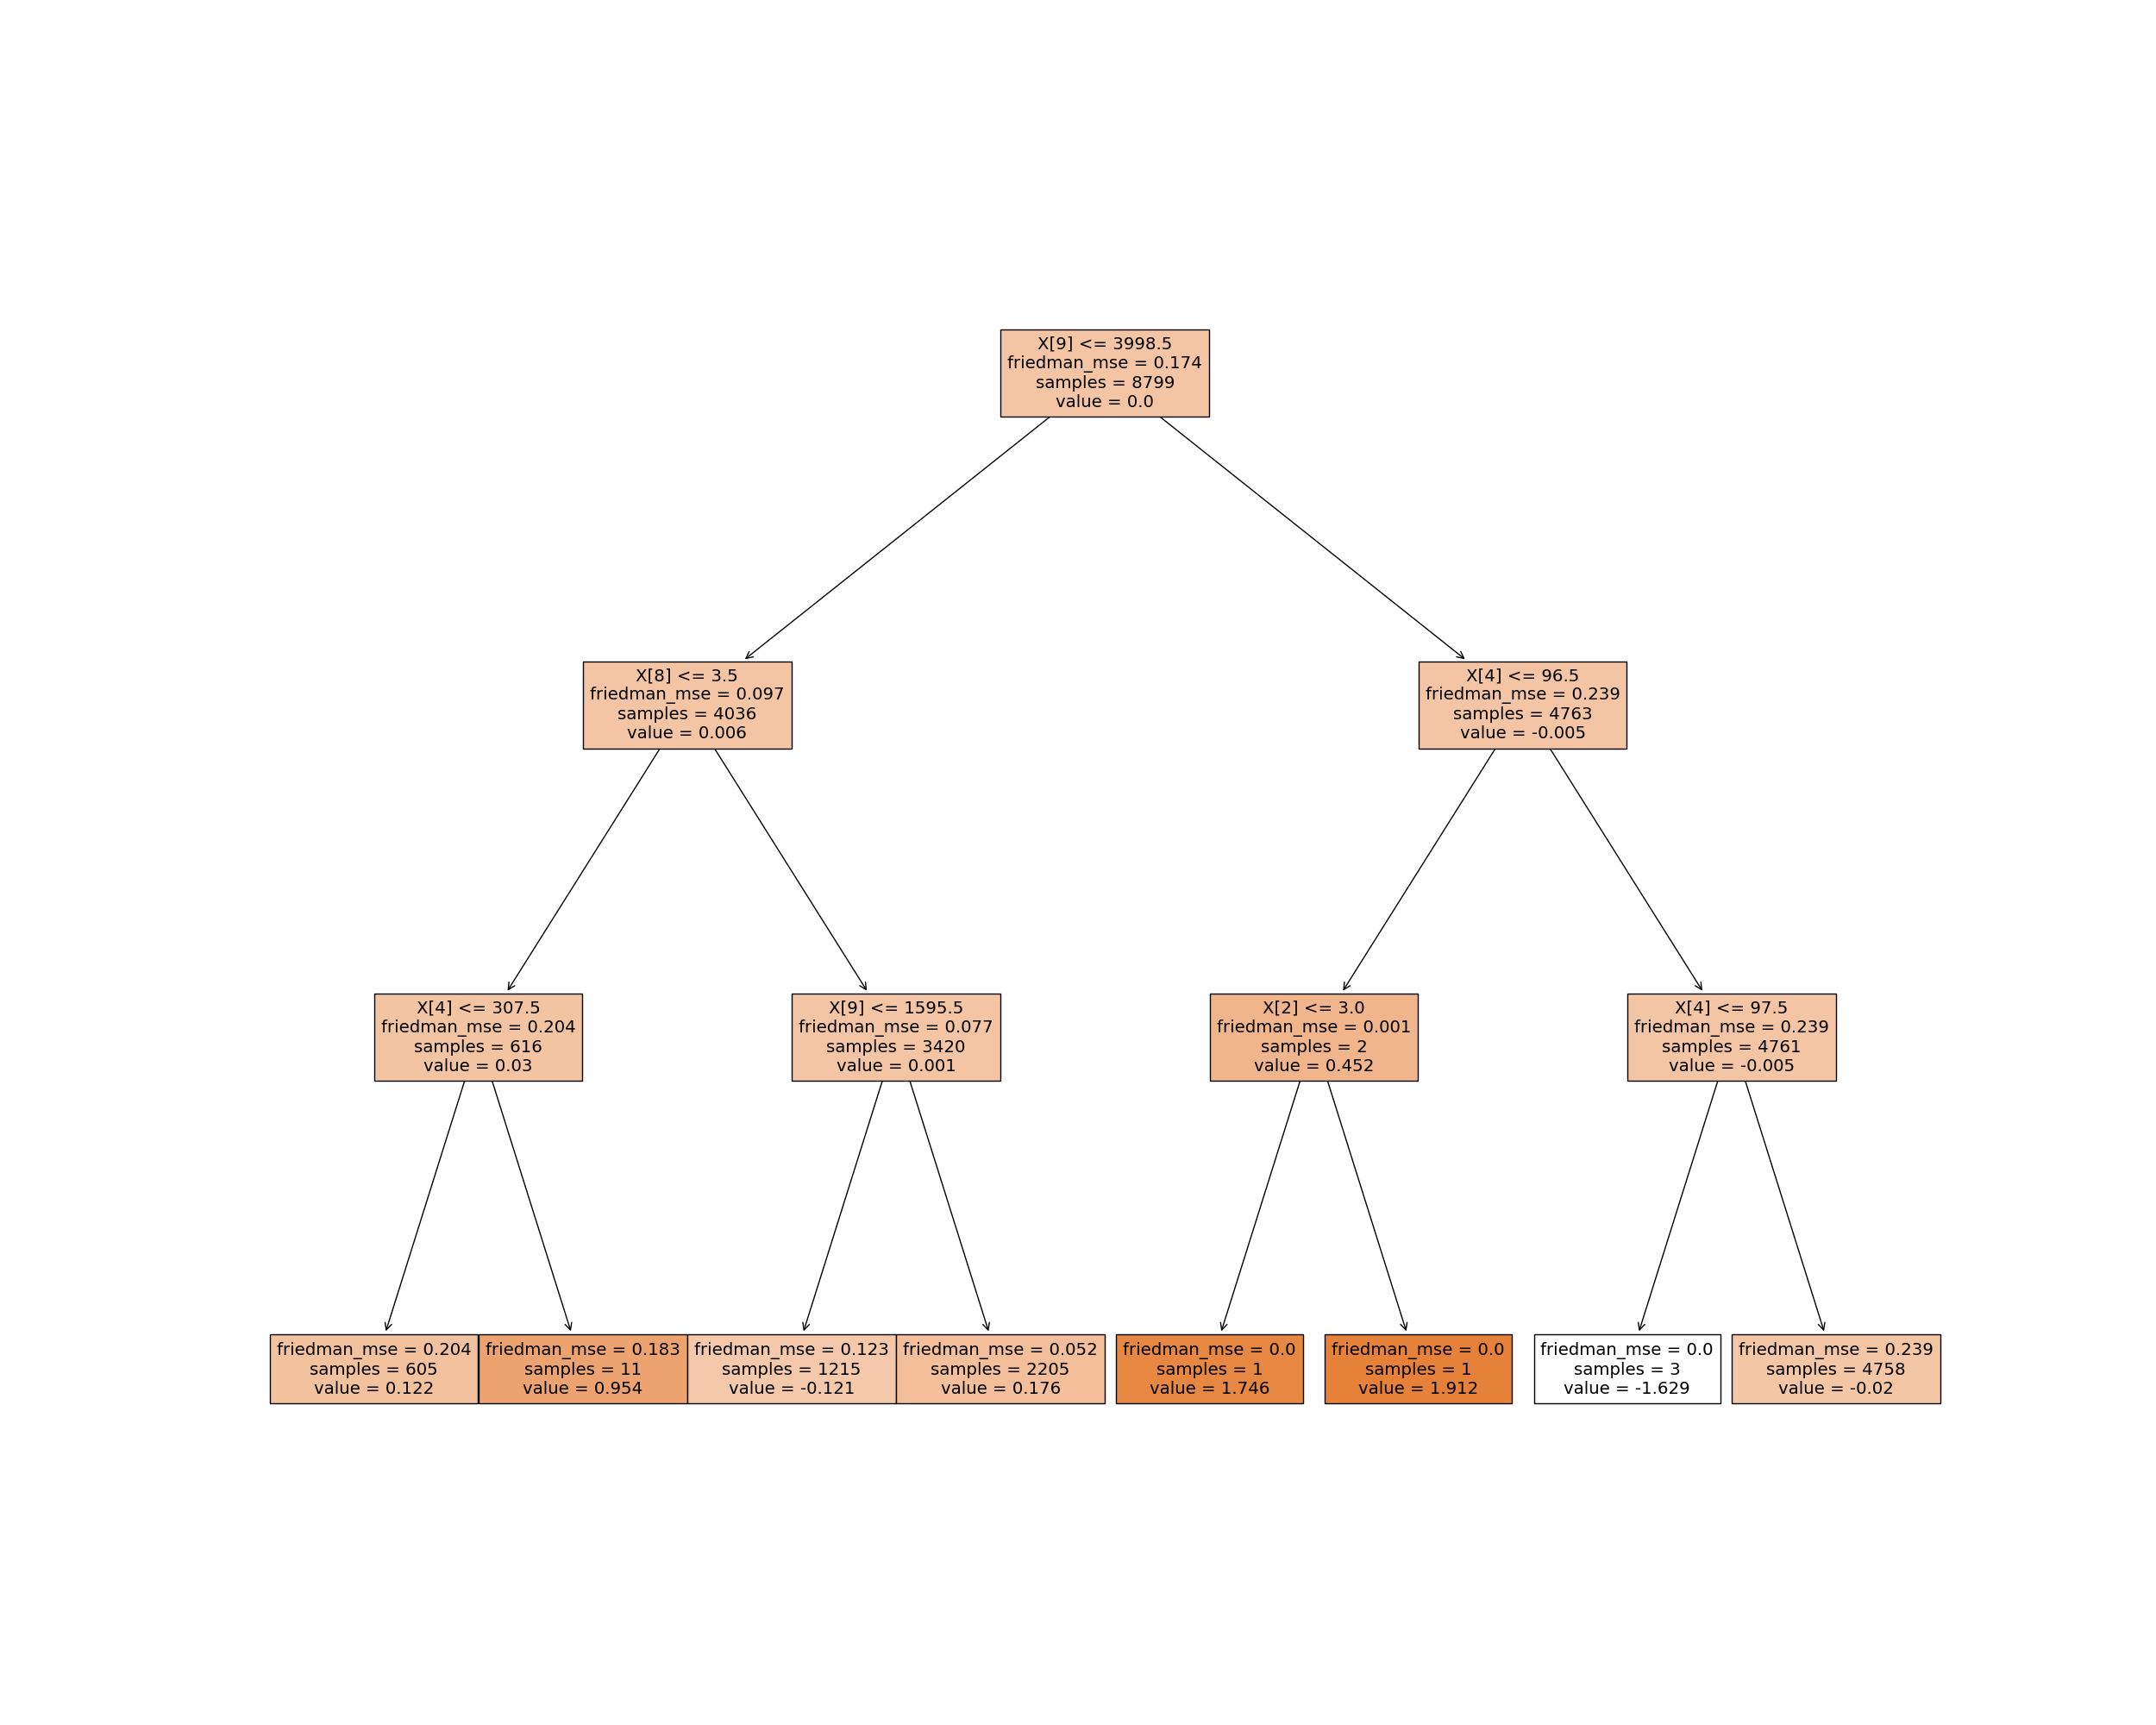 X[9] <= 3998.5
friedman_mse = 0.174
samples = 8799
value = 0.0
X[8] <= 3.5
friedman_mse = 0.097
samples = 4036
value = 0.006
X[4] <= 96.5
friedman_mse = 0.239
samples = 4763
value = -0.005
X[4] <= 307.5
friedman_mse = 0.204
samples = 616
value = 0.03
X[9] <= 1595.5
friedman_mse = 0.077
samples = 3420
value = 0.001
X[2] <= 3.0
friedman_mse = 0.001
samples = 2
value = 0.452
X[4] <= 97.5
friedman_mse = 0.239
samples = 4761
value = -0.005
friedman_mse = 0.204
samples = 605
value = 0.122
friedman_mse = 0.183
samples = 11
value = 0.954
friedman_mse = 0.123
samples = 1215
value = -0.121
friedman_mse = 0.052
samples = 2205
value = 0.176
friedman_mse = 0.0
samples = 1
value = 1.746
friedman_mse = 0.0
samples = 1
value = 1.912
friedman_mse = 0.0
samples = 3
value = -1.629
friedman_mse = 0.239
samples = 4758
value = -0.02